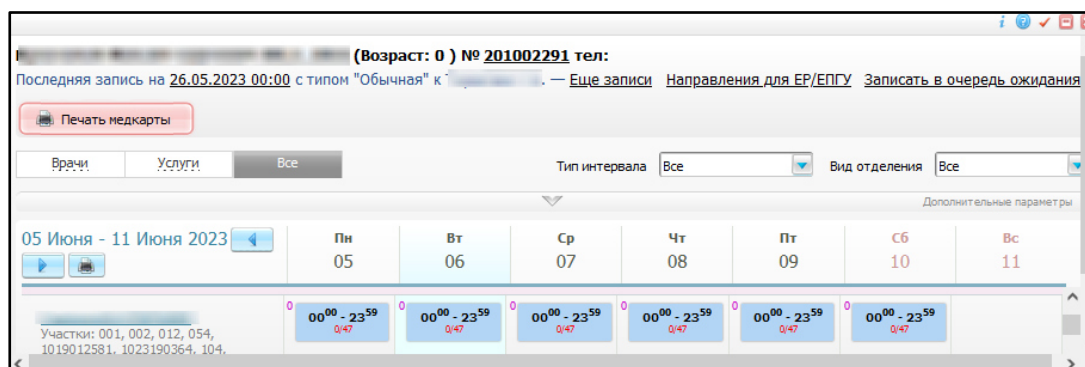 (Возраст: 0 ) № 201002291 тел:
Последняя запись на 26.05.2023 00:00 с типом "Обычная" к . — Еще записи Направления для ЕР/ЕПГУ Записать в очередь ожидания
Печать медкарты
Врачи Услуги Все Тип интервала Все Вид отделения Все
Дополнительные параметры
05 Июня - 11 Июня 2023 Пн Вт Ср Чт Пт Сб Вс
05 06 07 08 09 10 11
0 00⁰⁰ - 23⁵⁹ 0 00⁰⁰ - 23⁵⁹ 0 00⁰⁰ - 23⁵⁹ 0 00⁰⁰ - 23⁵⁹ 0 00⁰⁰ - 23⁵⁹ 0 00⁰⁰ - 23⁵⁹
0/47 0/47 0/47 0/47 0/47 0/47
Участки: 001, 002, 012, 054,
1019012581, 1023190364, 104,